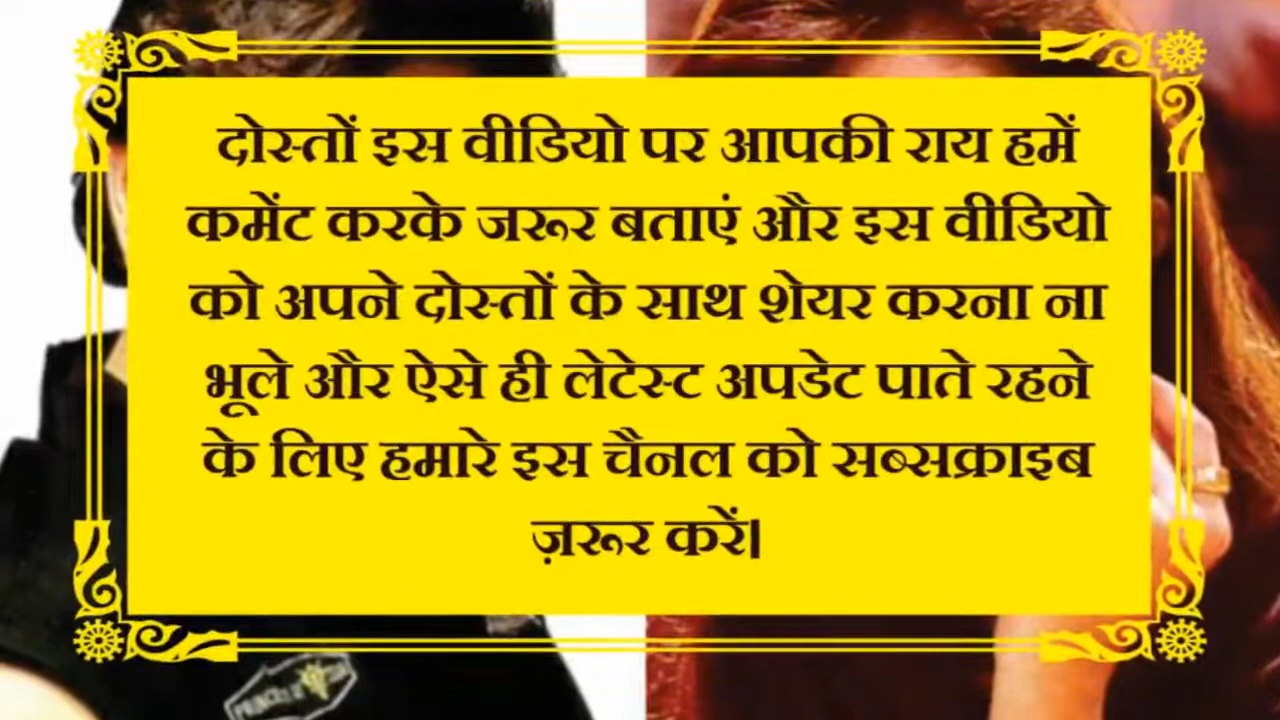 दोस्तों इस वीडियो पर आपकी राय हमें
कमेंट करके जरूर बताएं और इस वीडियो
को अपने दोस्तों के साथ शेयर करना ना
भूले और ऐसे ही लेटेस्ट अपडेट पाते रहने
के लिए हमारे इस चैनल को सब्सक्राइब
ज़रूर करें।